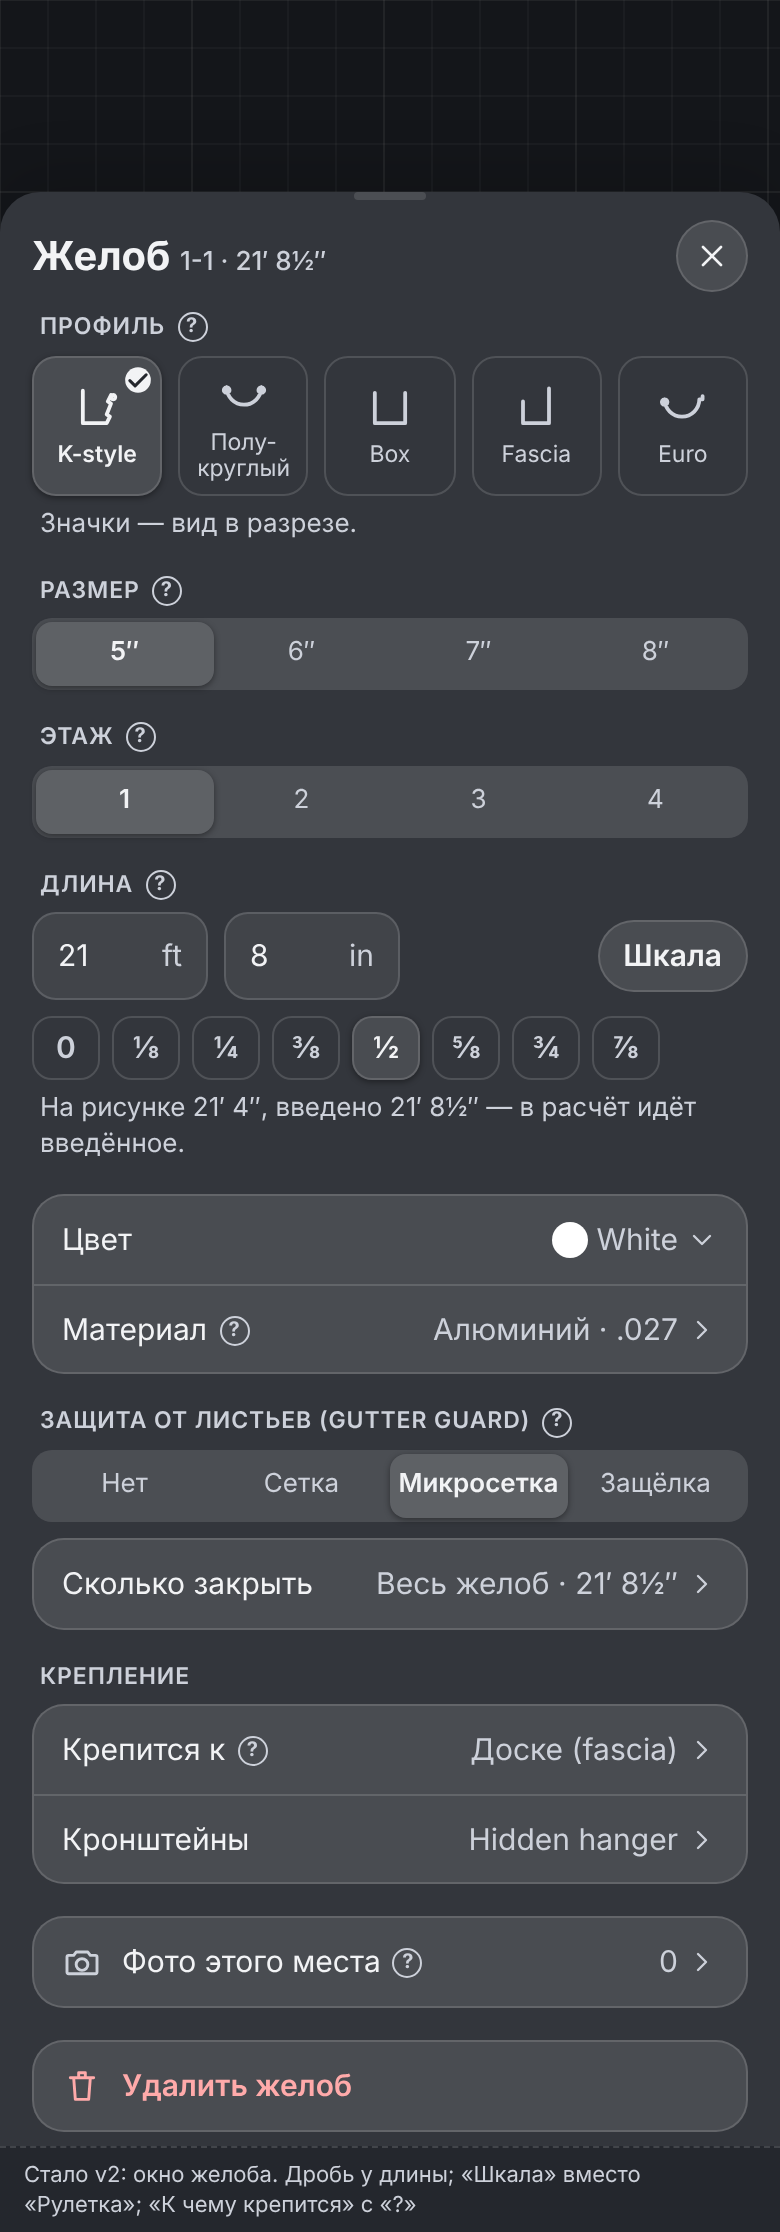 Желоб 1-1 · 21′ 8½″
ПРОФИЛЬ ?
K-style
Полу-
круглый
Box
Fascia
Euro
Значки — вид в разрезе.
РАЗМЕР ?
5″ 6″ 7″ 8″
ЭТАЖ ?
1 2 3 4
ДЛИНА ?
21 ft 8 in Шкала
0 ⅛ ¼ ⅜ ½ ⅝ ¾ ⅞
На рисунке 21′ 4″, введено 21′ 8½″ — в расчёт идёт
введённое.
Цвет White
Материал ? Алюминий · .027
ЗАЩИТА ОТ ЛИСТЬЕВ (GUTTER GUARD) ?
Нет Сетка Микросетка Защёлка
Сколько закрыть Весь желоб · 21′ 8½″
КРЕПЛЕНИЕ
Крепится к ? Доске (fascia)
Кронштейны Hidden hanger
Фото этого места ? 0
Удалить желоб
Стало v2: окно желоба. Дробь у длины; «Шкала» вместо
«Рулетка»; «К чему крепится» с «?»